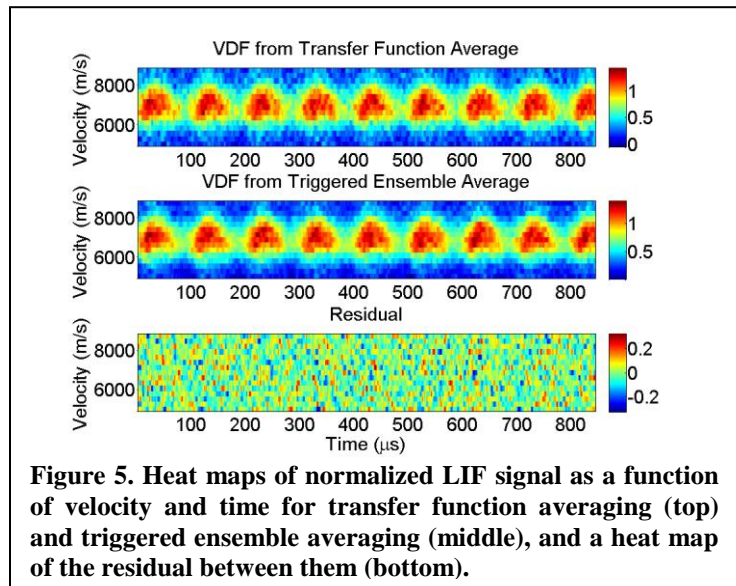 VDF from Transfer Function Average
Velocity (m/s)
8000
6000
100 200 300 400 500 600 700 800
1
0.5
0
VDF from Triggered Ensemble Average
Velocity (m/s)
8000
6000
100 200 300 400 500 600 700 800
1
0.5
Residual
Velocity (m/s)
8000
6000
100 200 300 400 500 600 700 800
0.2
0
-0.2
Time (μs)
Figure 5. Heat maps of normalized LIF signal as a function
of velocity and time for transfer function averaging (top)
and triggered ensemble averaging (middle), and a heat map
of the residual between them (bottom).